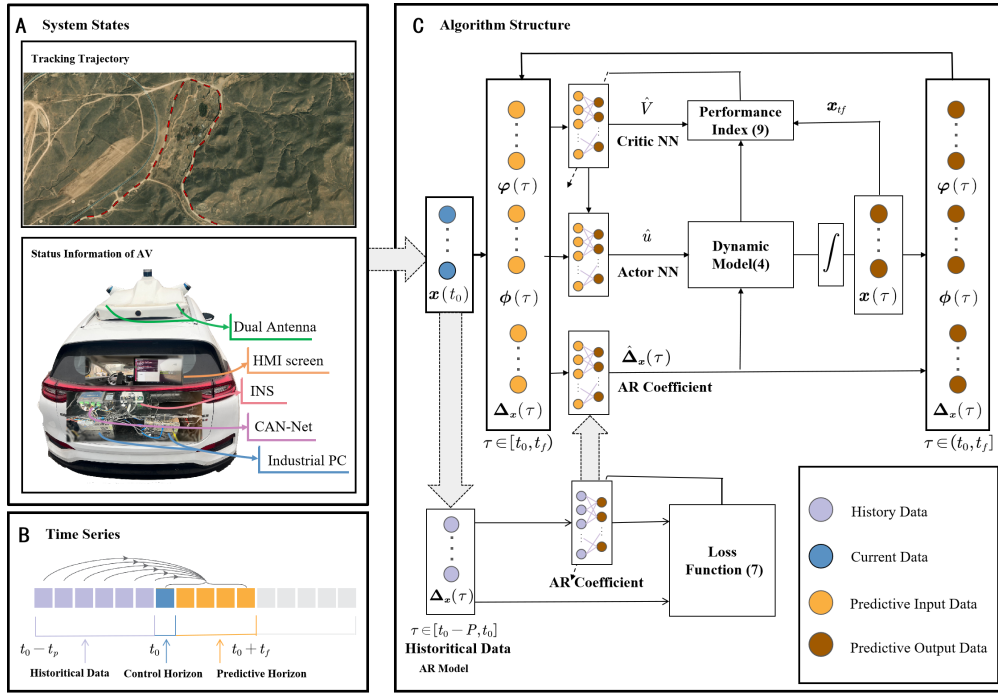 A System States
Tracking Trajectory
Status Information of AV
Dual Antenna
HMI screen
INS
CAN-Net
Industrial PC
B Time Series
t₀ − tₚ
t₀
t₀ + t_f
Historitical Data
Control Horizon
Predictive Horizon
C Algorithm Structure
x(t₀)
φ(τ)
ϕ(τ)
Δₓ(τ)
τ∈[t₀, t_f)
V̂
Critic NN
Performance
Index (9)
x_tf
û
Actor NN
Dynamic
Model(4)
∫
x(τ)
Δ̂ₓ(τ)
AR Coefficient
φ(τ)
ϕ(τ)
Δₓ(τ)
τ∈(t₀, t_f]
Δₓ(τ)
τ∈[t₀ − P, t₀]
Historitical Data
AR Model
AR Coefficient
Loss
Function (7)
History Data
Current Data
Predictive Input Data
Predictive Output Data